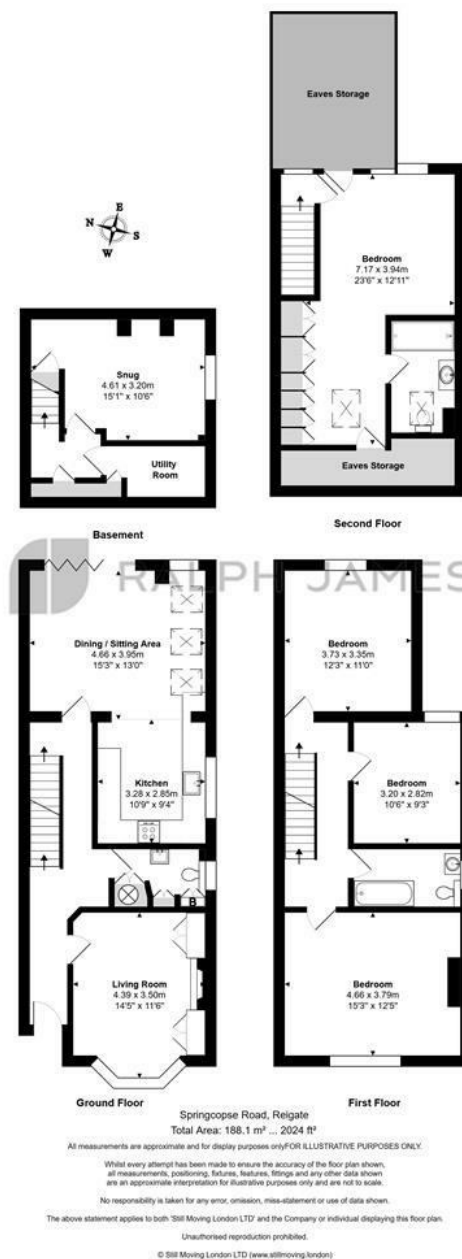 Eaves Storage
N
E
S
W
Bedroom
7.17 x 3.94m
23'6" x 12'11"
Snug
4.61 x 3.20m
15'1" x 10'6"
Utility
Room
Eaves Storage
Basement
Second Floor
RALPH JAMES
Dining / Sitting Area
4.66 x 3.95m
15'3" x 13'0"
Bedroom
3.73 x 3.35m
12'3" x 11'0"
Kitchen
3.28 x 2.85m
10'9" x 9'4"
Bedroom
3.20 x 2.82m
10'6" x 9'3"
B
Living Room
4.39 x 3.50m
14'5" x 11'6"
Bedroom
4.66 x 3.79m
15'3" x 12'5"
Ground Floor
First Floor
Springcopse Road, Reigate
Total Area: 188.1 m² ... 2024 ft²
All measurements are approximate and for display purposes onlyFOR ILLUSTRATIVE PURPOSES ONLY.
Whilst every attempt has been made to ensure the accuracy of the floor plan shown,
all measurements, positioning, fixtures, features, fittings and any other data shown
are an approximate interpretation for illustrative purposes only and are not to scale.
No responsibility is taken for any error, omission, miss-statement or use of data shown.
The above statement applies to both 'Still Moving London LTD' and the Company or individual displaying this floor plan.
Unauthorised reproduction prohibited.
© Still Moving London LTD (www.stillmoving.london)